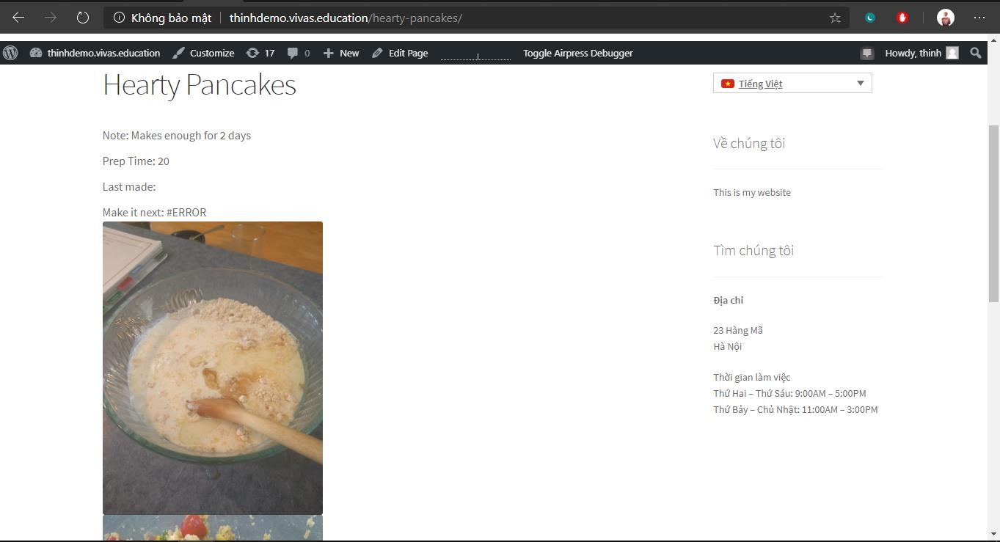 Không bảo mật
thinhdemo.vivas.education/hearty-pancakes/
thinhdemo.vivas.education
Customize
17
0
New
Edit Page
Toggle Airpress Debugger
Howdy, thinh
Hearty Pancakes
Note: Makes enough for 2 days
Prep Time: 20
Last made:
Make it next: #ERROR
Tiếng Việt
Về chúng tôi
This is my website
Tìm chúng tôi
Địa chỉ
23 Hàng Mã
Hà Nội
Thời gian làm việc
Thứ Hai – Thứ Sáu: 9:00AM – 5:00PM
Thứ Bảy – Chủ Nhật: 11:00AM – 3:00PM